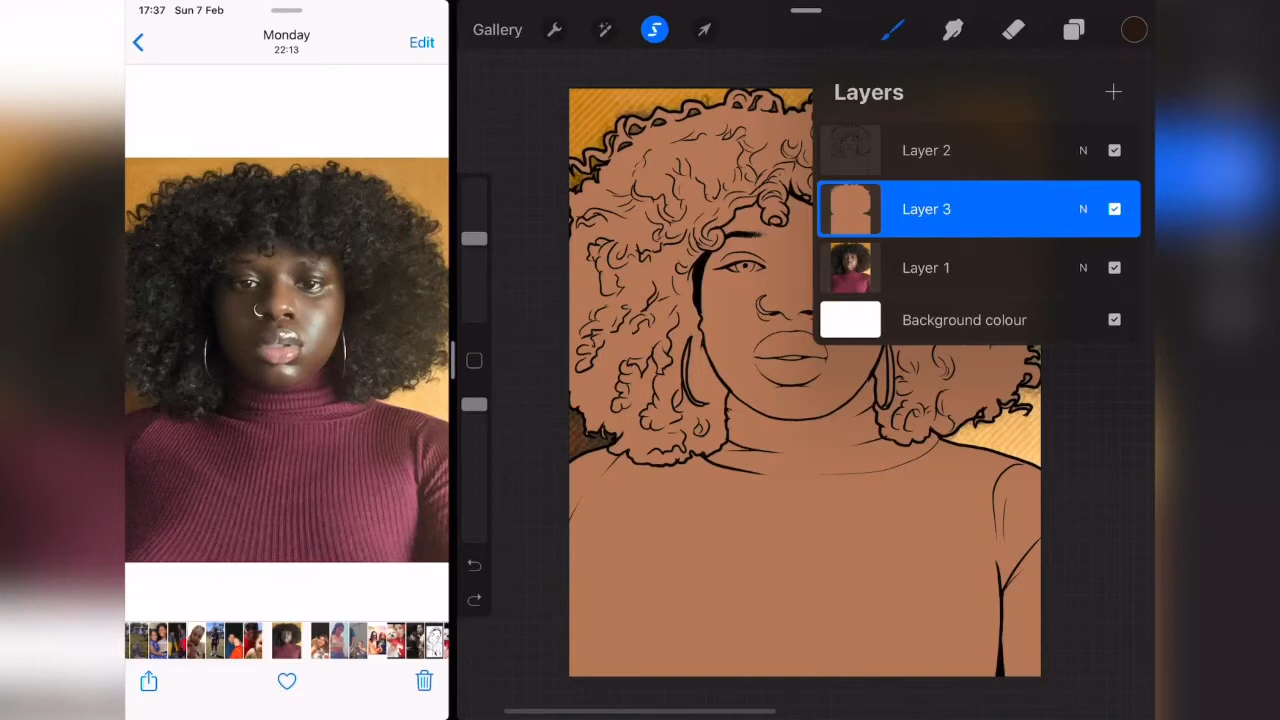 17:37 Sun 7 Feb
Monday
22:13
Edit
Gallery
Layers
Layer 2 N
Layer 3 N
Layer 1 N
Background colour